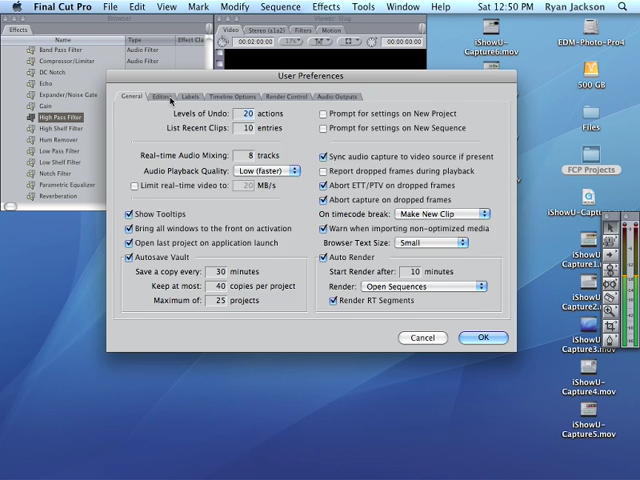 Final Cut Pro File Edit View Mark Modify Sequence Effects Tools Window Help Sat 12:50 PM Ryan Jackson
Browser
Effects
Name Type Effect Cla
Band Pass Filter Audio Filter
Compressor/Limiter Audio Filter
DC Notch
Echo
Expander/Noise Gate
Gain
High Pass Filter
High Shelf Filter
Hum Remover
Low Pass Filter
Low Shelf Filter
Notch Filter
Parametric Equalizer
Reverberation
Viewer: Slug
Video Stereo (a1a2) Filters Motion
00:02:00:00
00:00:00:00
User Preferences
General Editing Labels Timeline Options Render Control Audio Outputs
Levels of Undo: 20 actions
List Recent Clips: 10 entries
Real-time Audio Mixing: 8 tracks
Audio Playback Quality: Low (faster)
Limit real-time video to: 20 MB/s
Show Tooltips
Bring all windows to the front on activation
Open last project on application launch
Autosave Vault
Save a copy every: 30 minutes
Keep at most: 40 copies per project
Maximum of: 25 projects
Prompt for settings on New Project
Prompt for settings on New Sequence
Sync audio capture to video source if present
Report dropped frames during playback
Abort ETT/PTV on dropped frames
Abort capture on dropped frames
On timecode break: Make New Clip
Warn when importing non-optimized media
Browser Text Size: Small
Auto Render
Start Render after: 10 minutes
Render: Open Sequences
Render RT Segments
Cancel OK
iShowU-
Capture6.mov
EDM-Photo-Pro4
500 GB
Files
FCP Projects
iShowU-Capture
iShowU-
Capture1.m
iShowU-
Capture2.m
iShowU-
Capture3.mov
iShowU-
Capture4.mov
iShowU-
Capture5.mov